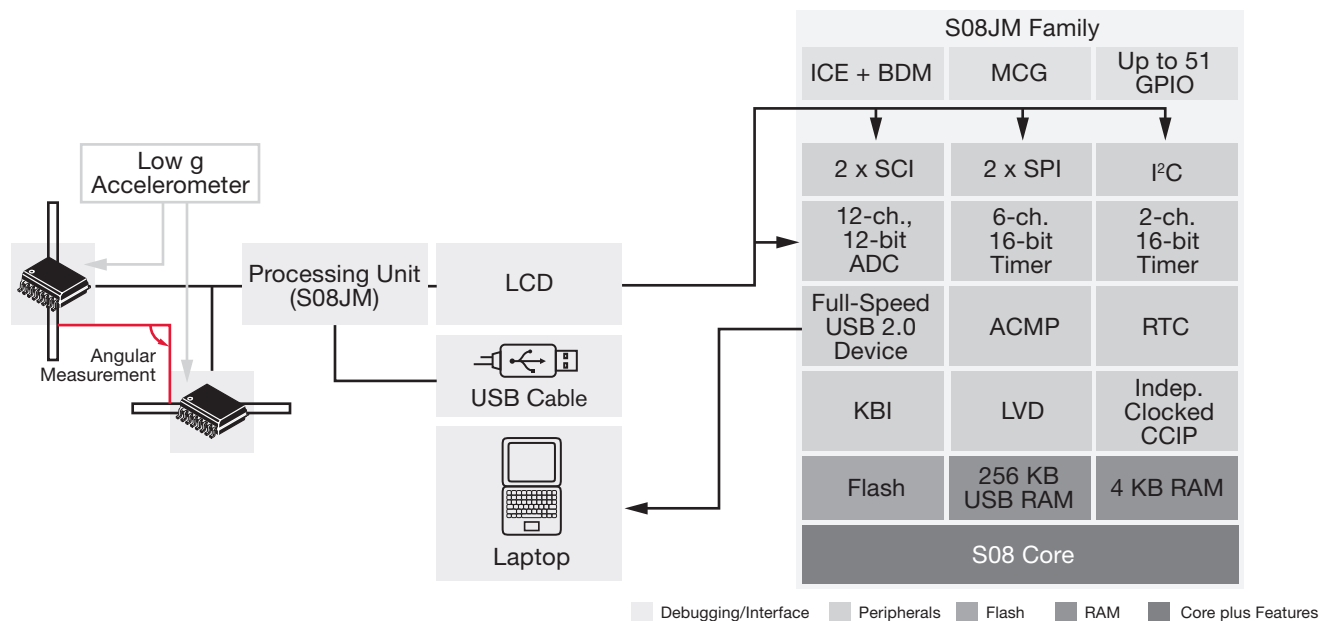 S08JM Family
ICE + BDM
MCG
Up to 51
GPIO
Low g
Accelerometer
2 x SCI
2 x SPI
I²C
12-ch.,
12-bit
ADC
6-ch.
16-bit
Timer
2-ch.
16-bit
Timer
Processing Unit
(S08JM)
LCD
Full-Speed
USB 2.0
Device
ACMP
RTC
Angular
Measurement
USB Cable
KBI
LVD
Indep.
Clocked
CCIP
Flash
256 KB
USB RAM
4 KB RAM
Laptop
S08 Core
Debugging/Interface
Peripherals
Flash
RAM
Core plus Features